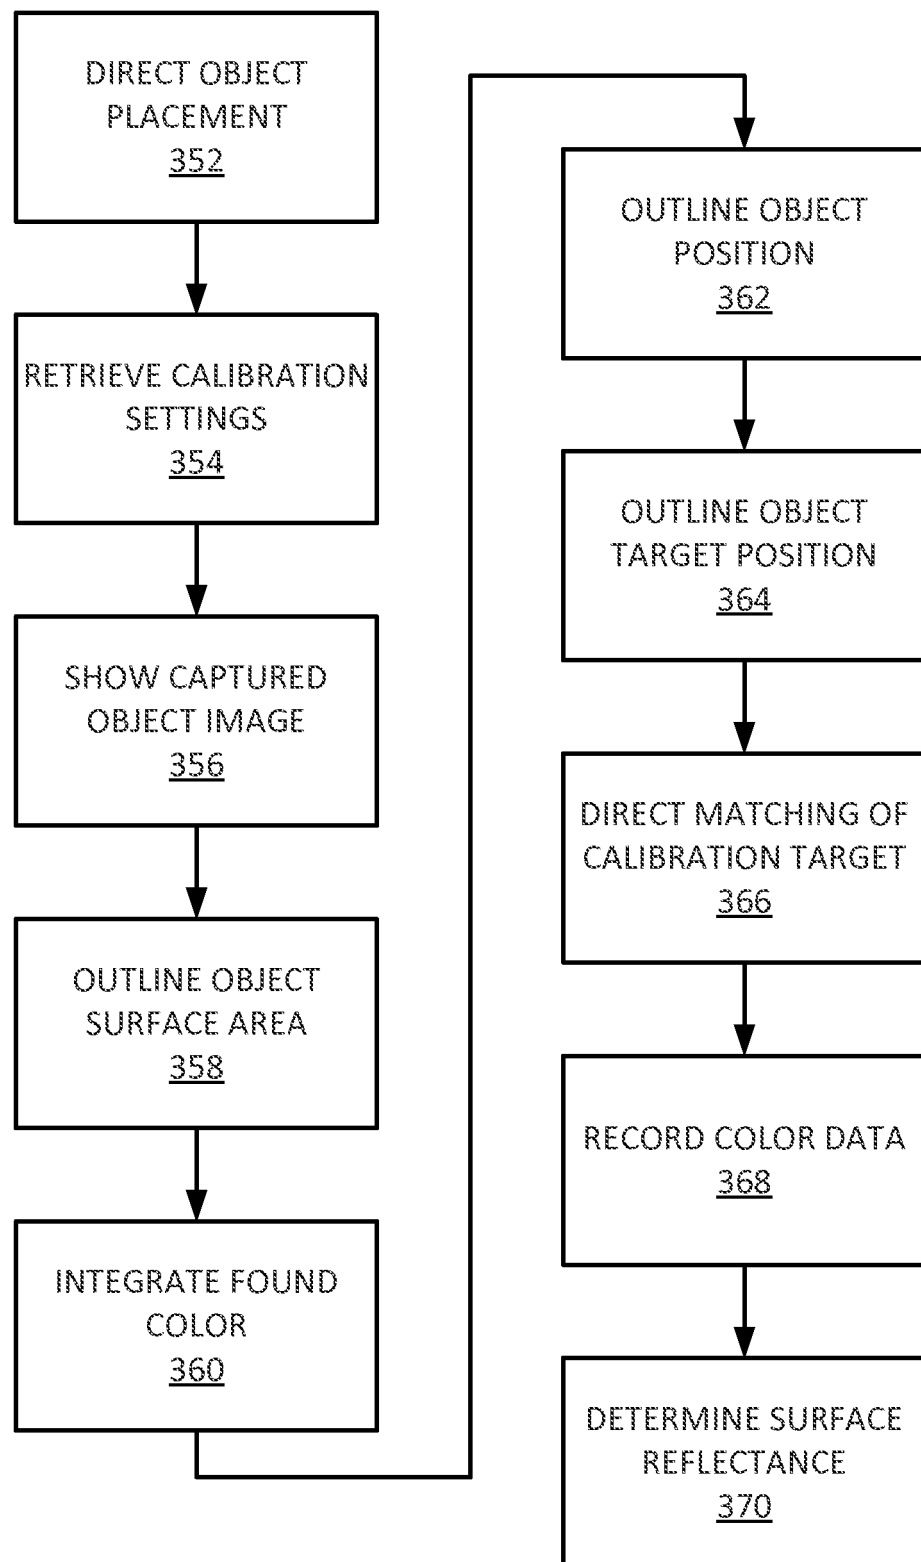 DIRECT OBJECT
PLACEMENT
352
RETRIEVE CALIBRATION
SETTINGS
354
SHOW CAPTURED
OBJECT IMAGE
356
OUTLINE OBJECT
SURFACE AREA
358
INTEGRATE FOUND
COLOR
360
OUTLINE OBJECT
POSITION
362
OUTLINE OBJECT
TARGET POSITION
364
DIRECT MATCHING OF
CALIBRATION TARGET
366
RECORD COLOR DATA
368
DETERMINE SURFACE
REFLECTANCE
370